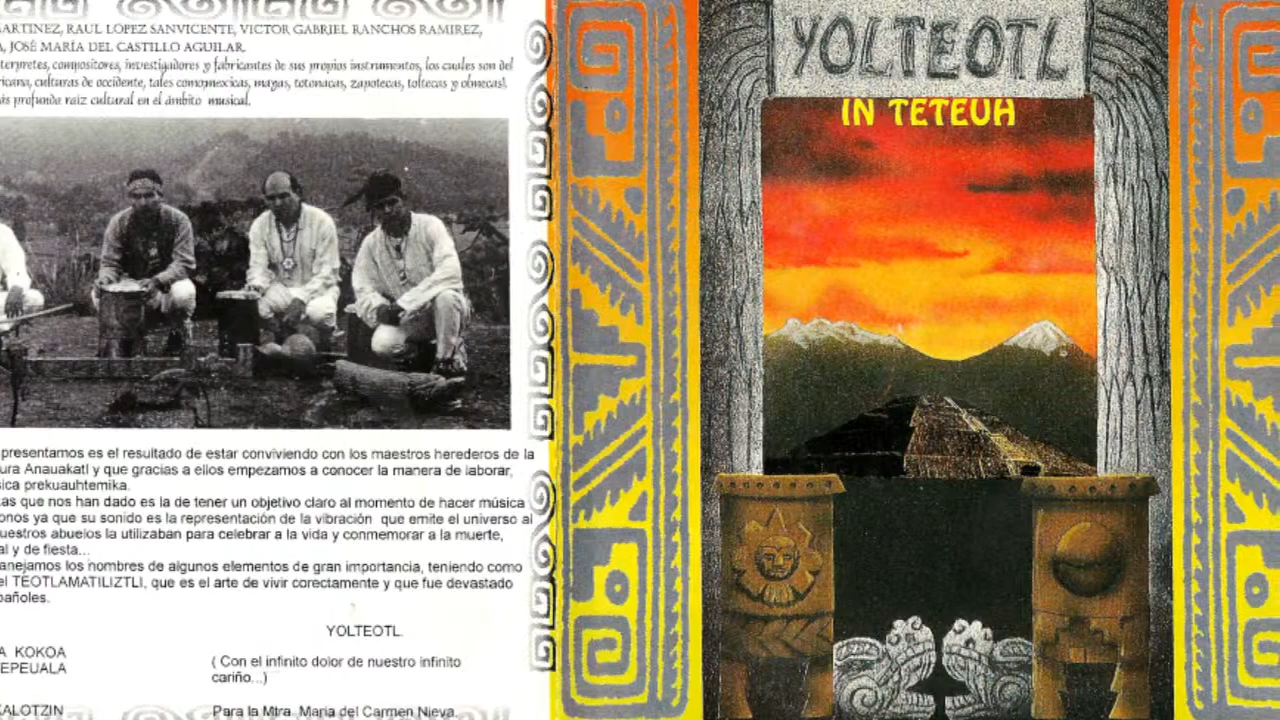 ARTINEZ, RAUL LÓPEZ SANVICENTE, VICTOR GABRIEL RANCHOS RAMIREZ,
, JOSÉ MARÍA DEL CASTILLO AGUILAR.
terpretes, compositores, investigadores y fabricantes de sus propios instrumentos, los cuales son del
ricana, culturas de occidente, tales comomexicas, mayas, totonacas, zapotecas, toltecas y olmecas).
ás profunda raiz cultural en el ámbito musical.
presentamos es el resultado de estar conviviendo con los maestros herederos de la
ura Anauakatl y que gracias a ellos empezamos a conocer la manera de laborar,
sica prekuauhtemika.
as que nos han dado es la de tener un objetivo claro al momento de hacer música
onos ya que su sonido es la representación de la vibración que emite el universo al
uestros abuelos la utilizaban para celebrar a la vida y conmemorar a la muerte,
al y de fiesta...
anejamos los nombres de algunos elementos de gran importancia, teniendo como
el TEOTLAMATILIZTLI, que es el arte de vivir corectamente y que fue devastado
pañoles.
YOLTEOTL.
A KOKOA
EPEUALA
( Con el infinito dolor de nuestro infinito
cariño...)
KALOTZIN
Para la Mtra. Maria del Carmen Nieva
YOLTEOTL
IN TETEUH